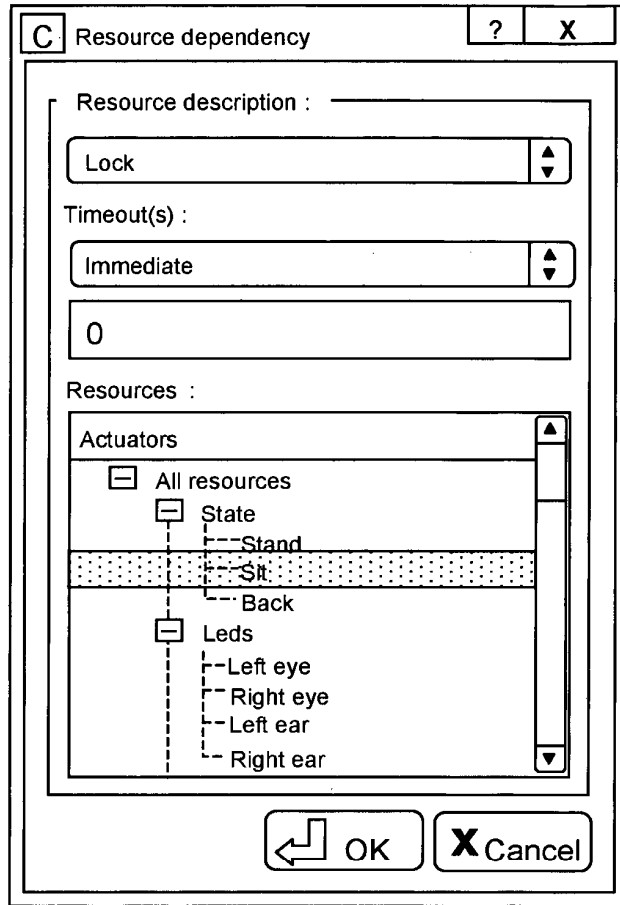 C Resource dependency ? X
Resource description :
Lock
Timeout(s) :
Immediate
0
Resources :
Actuators
All resources
State
Stand
Sit
Back
Leds
Left eye
Right eye
Left ear
Right ear
OK X Cancel